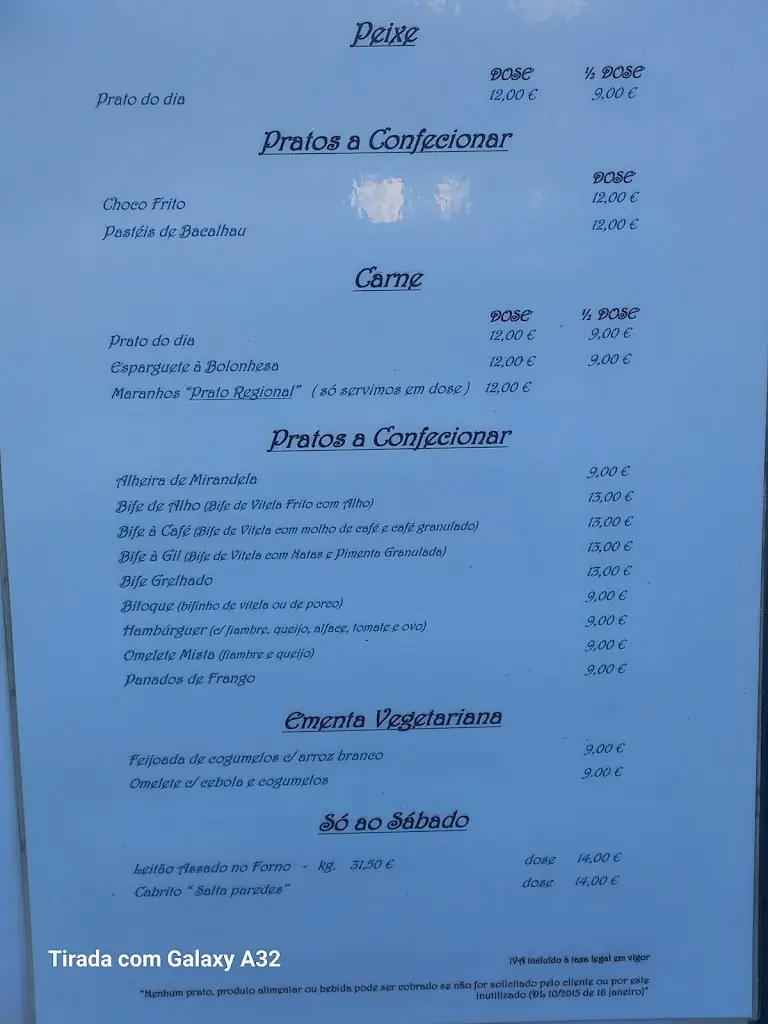 Peixe
DOSE ½ DOSE
Prato do dia 12,00 € 9,00 €
Pratos a Confecionar
DOSE
Choco Frito 12,00 €
Pastéis de Bacalhau 12,00 €
Carne
DOSE ½ DOSE
Prato do dia 12,00 € 9,00 €
Esparguete à Bolonhesa 12,00 € 9,00 €
Maranhos "Prato Regional" ( só servimos em dose ) 12,00 €
Pratos a Confecionar
Alheira de Mirandela 9,00 €
Bife de Alho (Bife de Vitela Frito com Alho) 13,00 €
Bife à Café (Bife de Vitela com molho de café e café granulado) 13,00 €
Bife à Gil (Bife de Vitela com Natas e Pimenta Granulada) 13,00 €
Bife Grelhado 13,00 €
Bitoque (bifinho de vitela ou de porco) 9,00 €
Hambúrguer (c/ fiambre, queijo, alface, tomate e ovo) 9,00 €
Omelete Mista (fiambre e queijo) 9,00 €
Panados de Frango 9,00 €
Ementa Vegetariana
Feijoada de cogumelos c/ arroz branco 9,00 €
Omelete c/ cebola e cogumelos 9.00 €
Só ao Sábado
Leitão Assado no Forno - kg. 31,50 € dose 14,00 €
Cabrito " Salta paredes" dose 14,00 €
Tirada com Galaxy A32
IVA incluído à taxa legal em vigor
"Nenhum prato, produto alimentar ou bebida pode ser cobrado se não for solicitado pelo cliente ou por este
inutilizado (DL 10/2015 de 16 janeiro)"